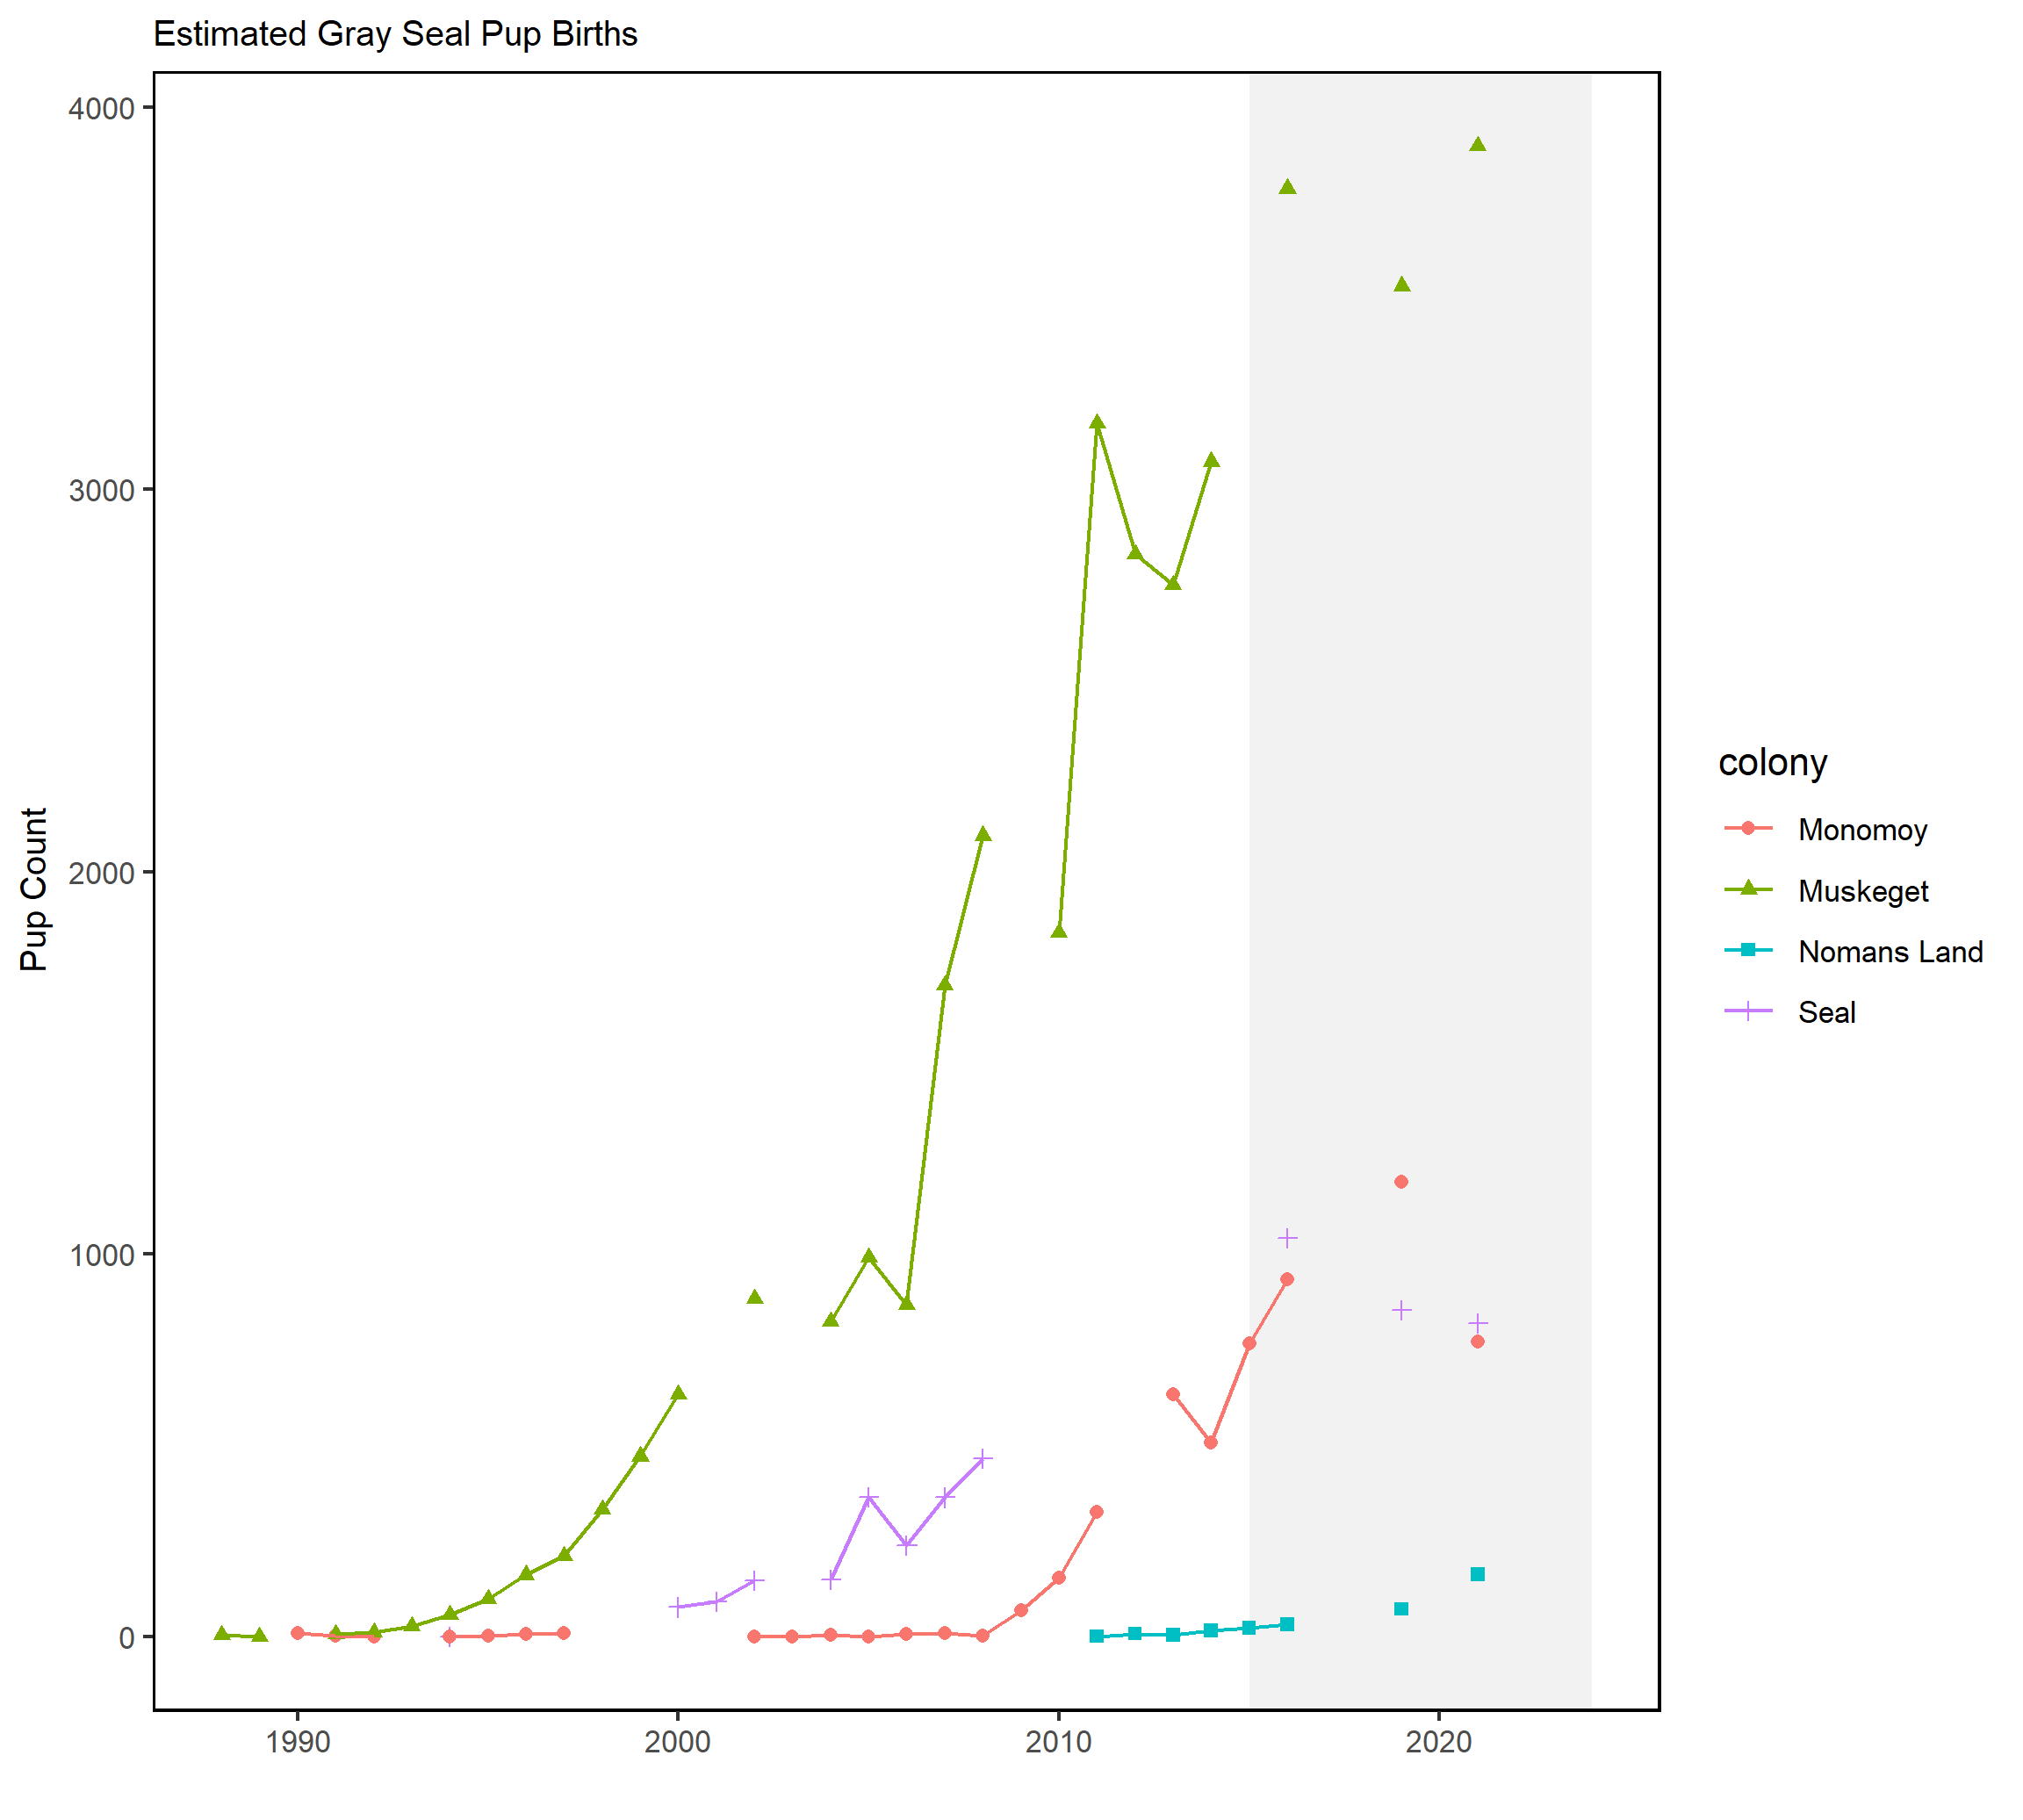 Estimated Gray Seal Pup Births
Pup Count
4000
3000
2000
1000
0
1990
2000
2010
2020
colony
Monomoy
Muskeget
Nomans Land
Seal